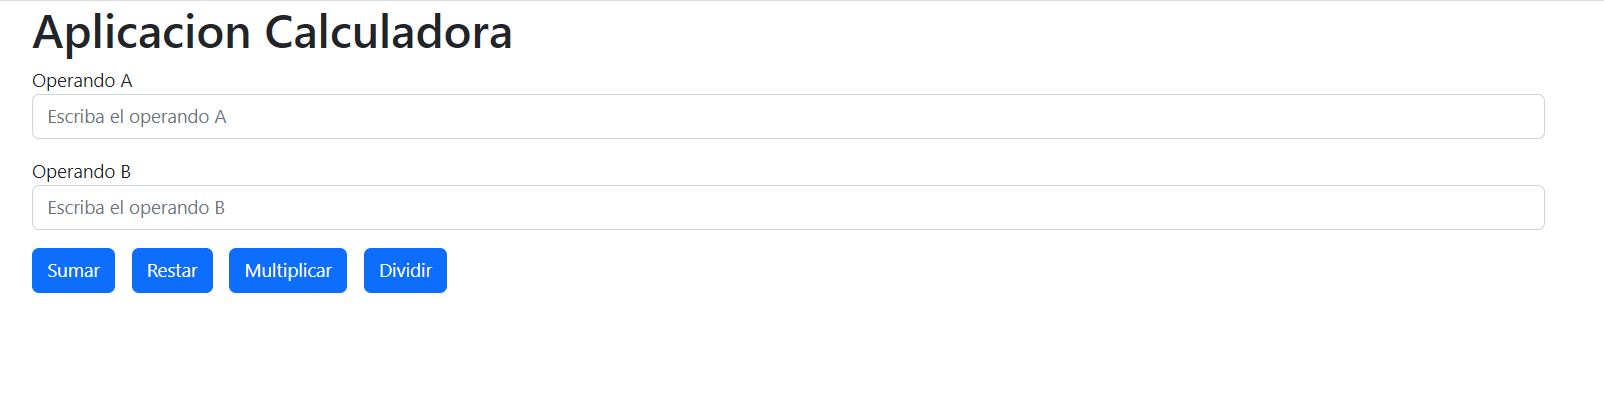 Aplicacion Calculadora
Operando A
Escriba el operando A
Operando B
Escriba el operando B
Sumar Restar Multiplicar Dividir